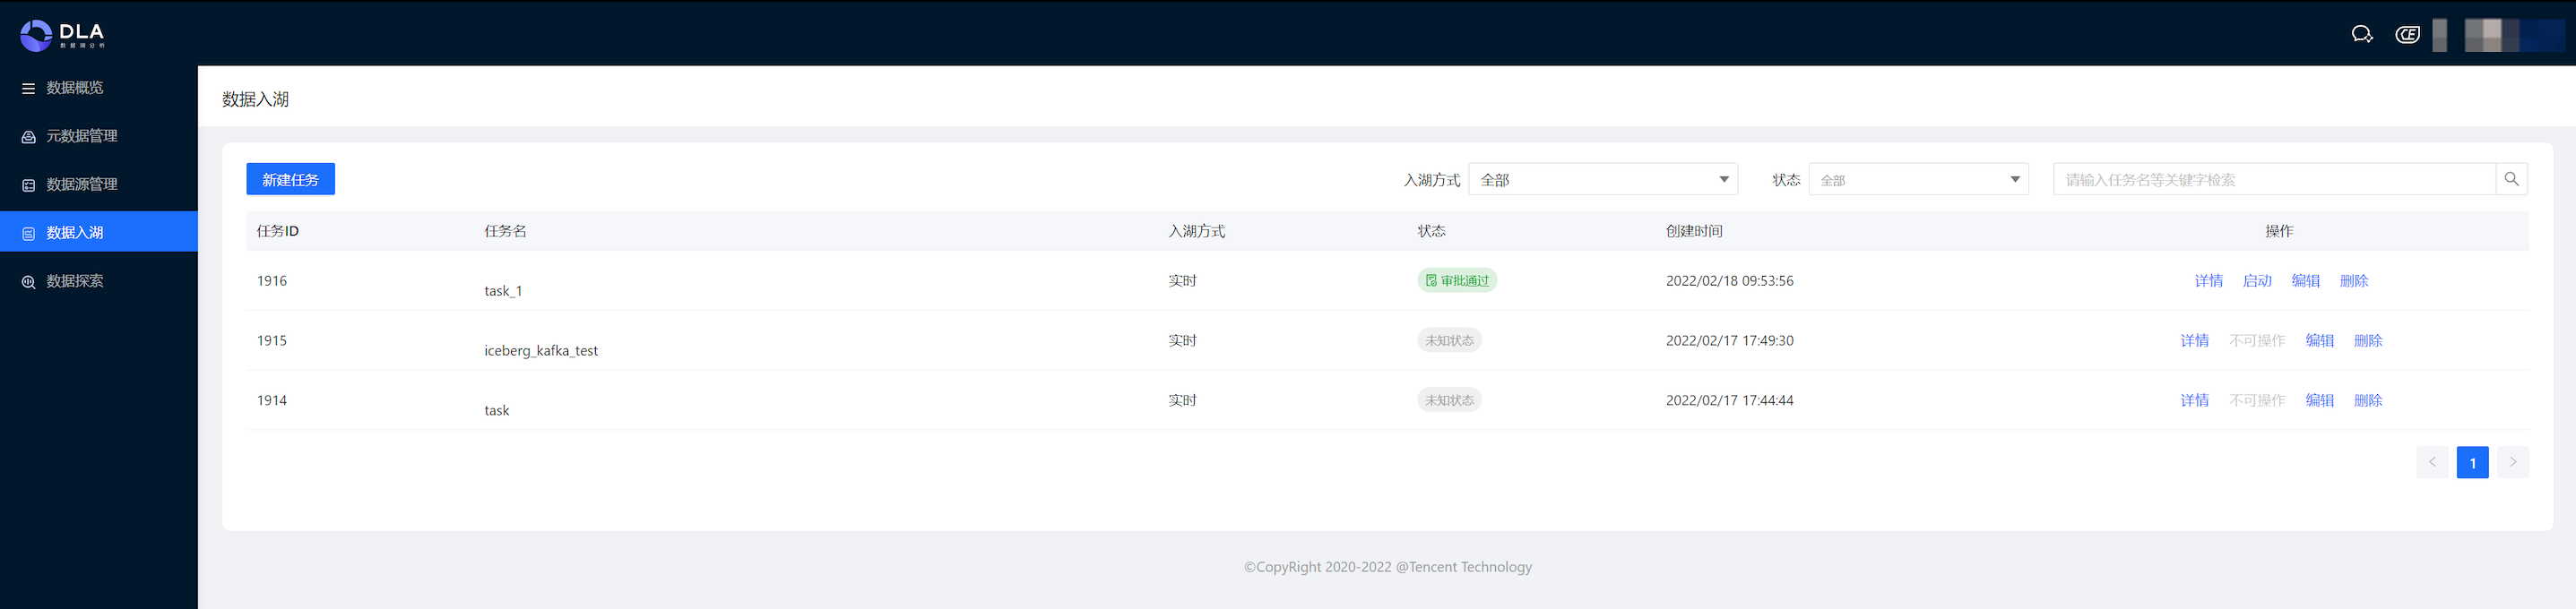 DLA
数据湖分析
CE
数据概览
元数据管理
数据源管理
数据入湖
数据探索
数据入湖
新建任务 入湖方式 全部 状态 全部 请输入任务名等关键字检索
任务ID 任务名 入湖方式 状态 创建时间 操作
1916 task_1 实时 审批通过 2022/02/18 09:53:56 详情 启动 编辑 删除
1915 iceberg_kafka_test 实时 未知状态 2022/02/17 17:49:30 详情 不可操作 编辑 删除
1914 task 实时 未知状态 2022/02/17 17:44:44 详情 不可操作 编辑 删除
< 1 >
©CopyRight 2020-2022 @Tencent Technology